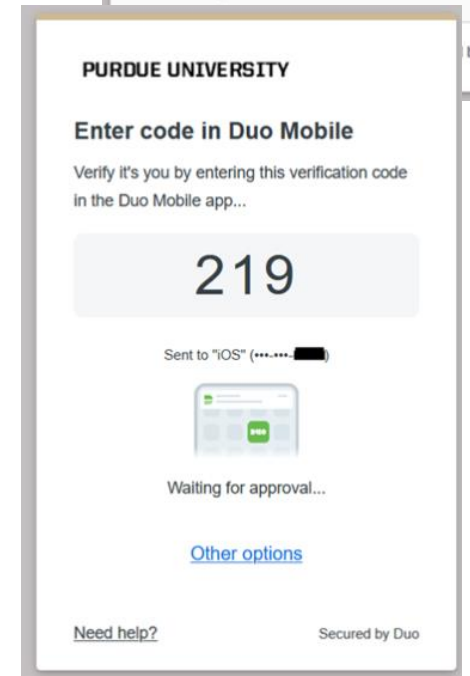 PURDUE UNIVERSITY
Enter code in Duo Mobile
Verify it's you by entering this verification code
in the Duo Mobile app...
219
Sent to "iOS" (•••-•••-)
DUO
Waiting for approval...
Other options
Need help? Secured by Duo